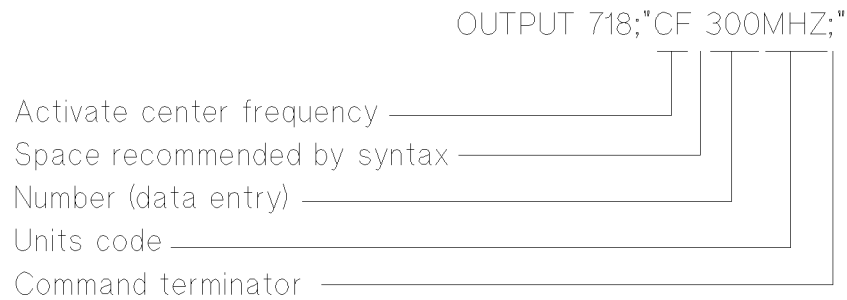 OUTPUT 718;"CF 300MHZ;"
Activate center frequency
Space recommended by syntax
Number (data entry)
Units code
Command terminator